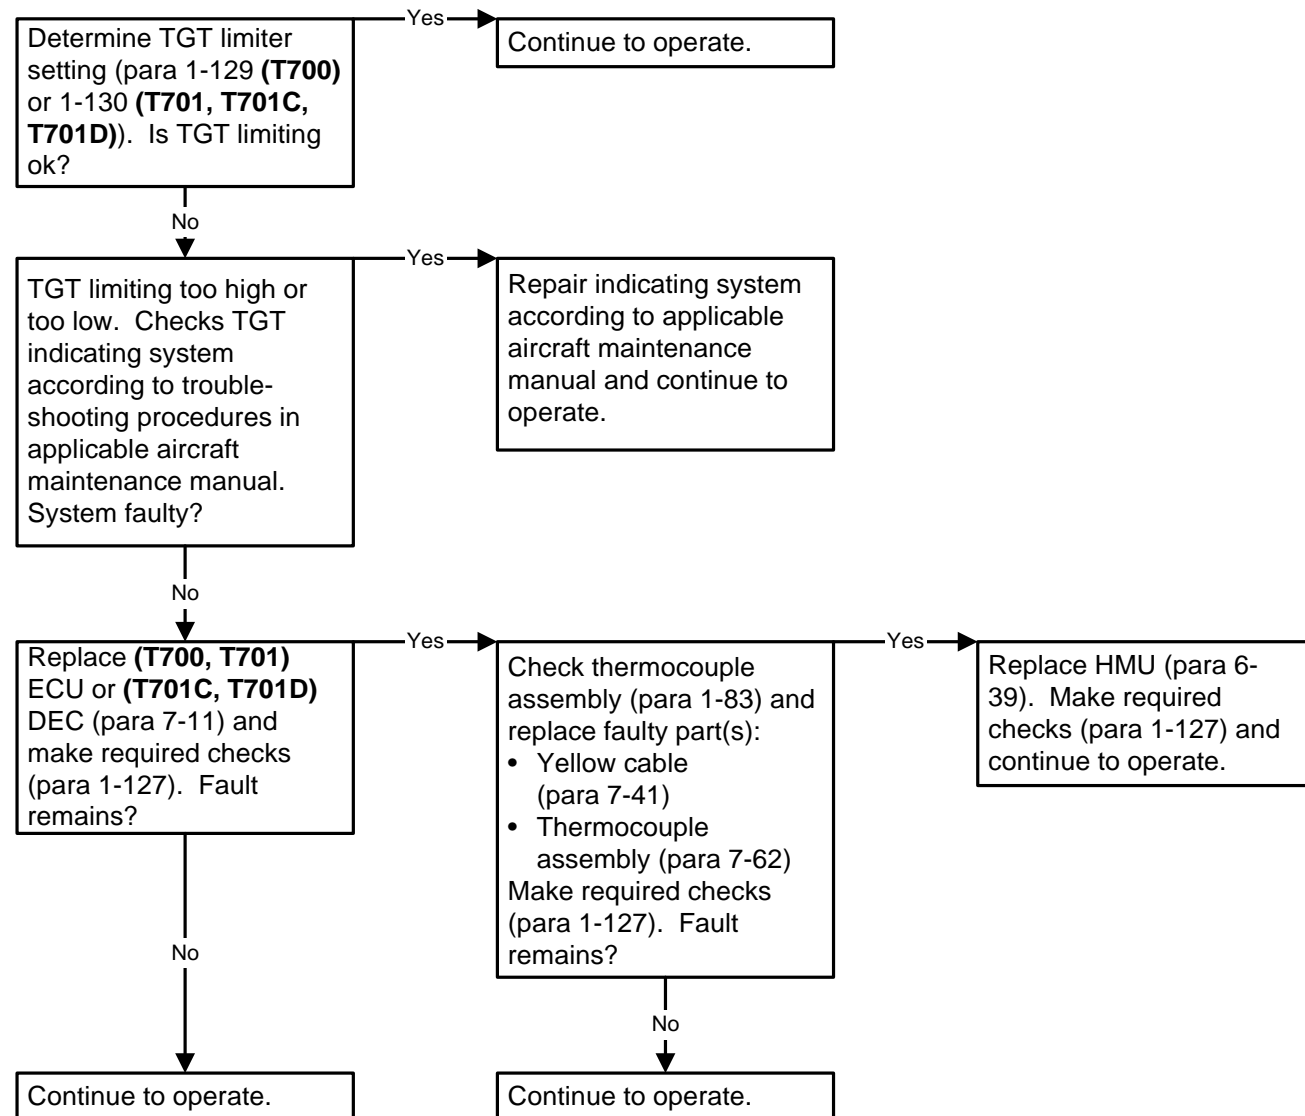 Yes
Determine TGT limiter
setting (para 1-129 (T700)
or 1-130 (T701, T701C,
T701D)). Is TGT limiting
ok?
Continue to operate.
No
Yes
TGT limiting too high or
too low. Checks TGT
indicating system
according to trouble-
shooting procedures in
applicable aircraft
maintenance manual.
System faulty?
Repair indicating system
according to applicable
aircraft maintenance
manual and continue to
operate.
No
Yes
Yes
Replace (T700, T701)
ECU or (T701C, T701D)
DEC (para 7-11) and
make required checks
(para 1-127). Fault
remains?
Check thermocouple
assembly (para 1-83) and
replace faulty part(s):
• Yellow cable
(para 7-41)
• Thermocouple
assembly (para 7-62)
Make required checks
(para 1-127). Fault
remains?
Replace HMU (para 6-
39). Make required
checks (para 1-127) and
continue to operate.
No
No
Continue to operate.
Continue to operate.